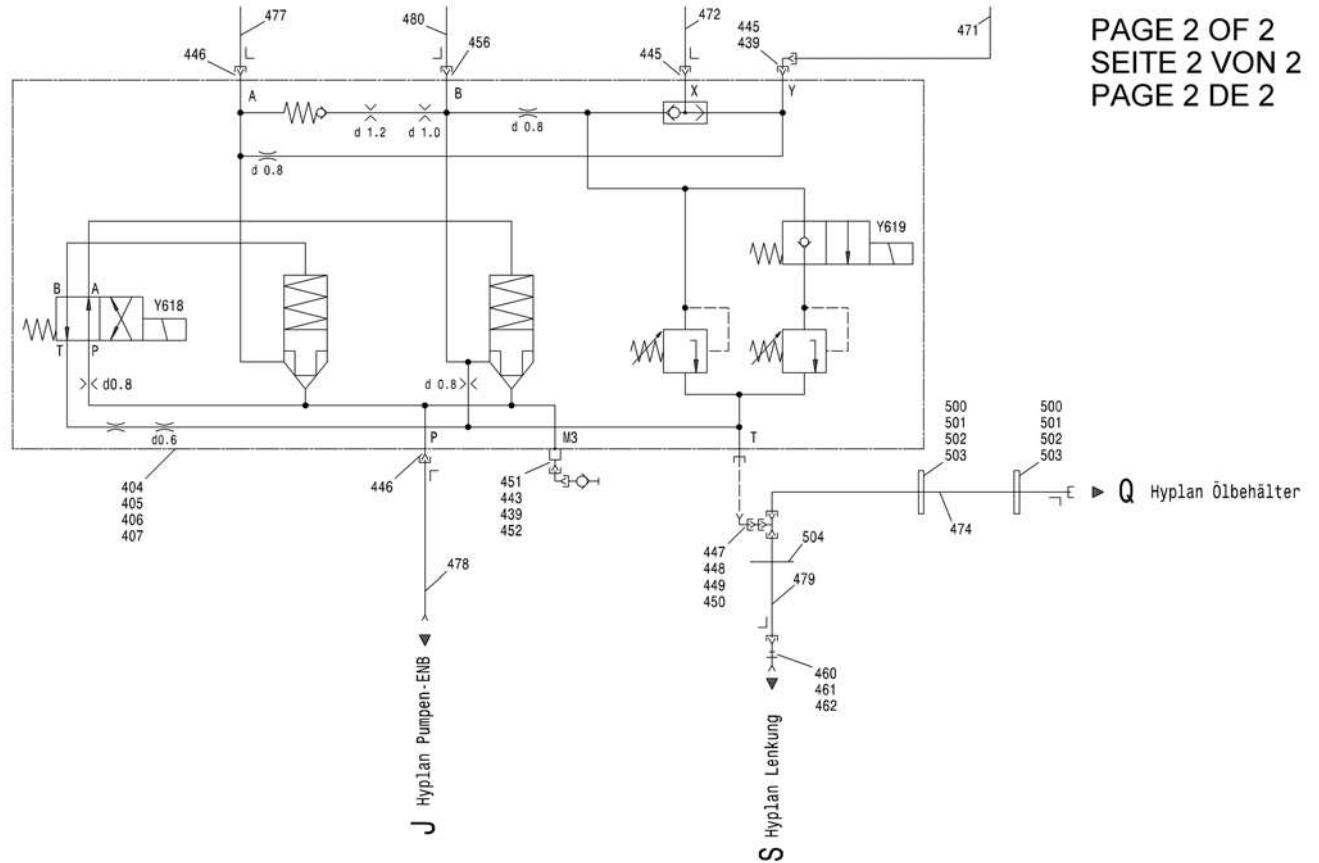 PAGE 2 OF 2
SEITE 2 VON 2
PAGE 2 DE 2
477
480
472
445
439
471
446
456
445
A
B
X
Y
d 1.2
d 1.0
d 0.8
d 0.8
Y619
B
A
Y618
T
P
d0.8
d 0.8
d0.6
P
M3
T
500
501
502
503
500
501
502
503
404
405
406
407
446
451
443
439
452
Q Hyplan Ölbehälter
474
447
448
449
450
504
478
479
460
461
462
J Hyplan Pumpen-ENB
S Hyplan Lenkung